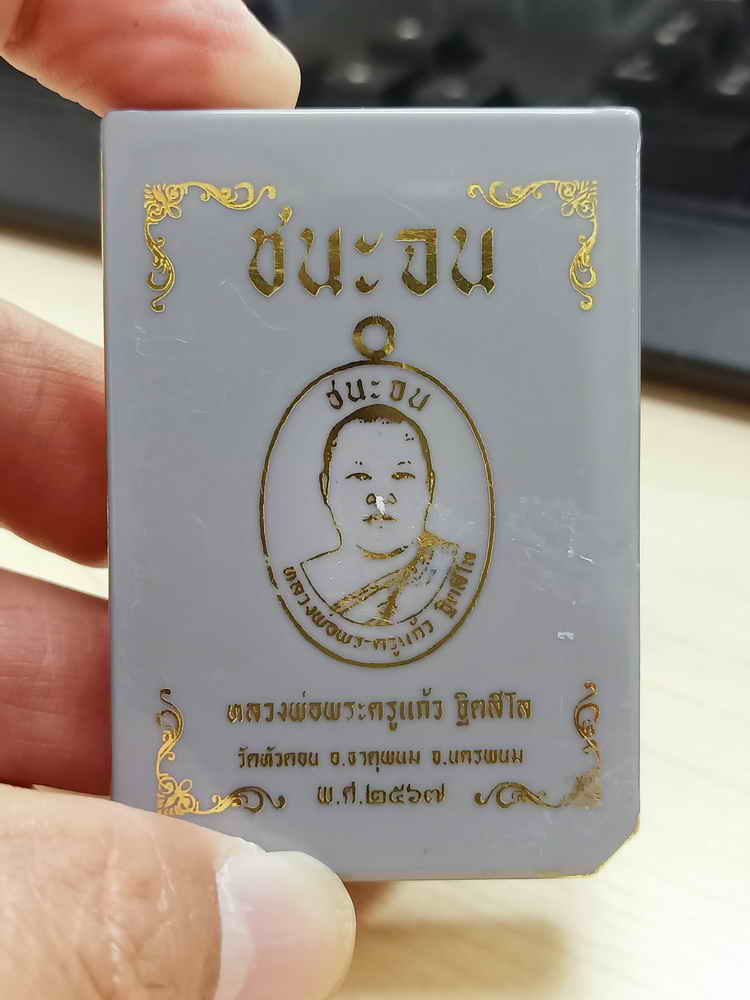 ชนะจน
ชนะจน
หลวงพ่อพระครูแก้ว ฐิตสีโล
หลวงพ่อพระครูแก้ว ฐิตสีโล
วัดหัวดอน อ.ธาตุพนม จ.นครพนม
พ.ศ.๒๕๖๗